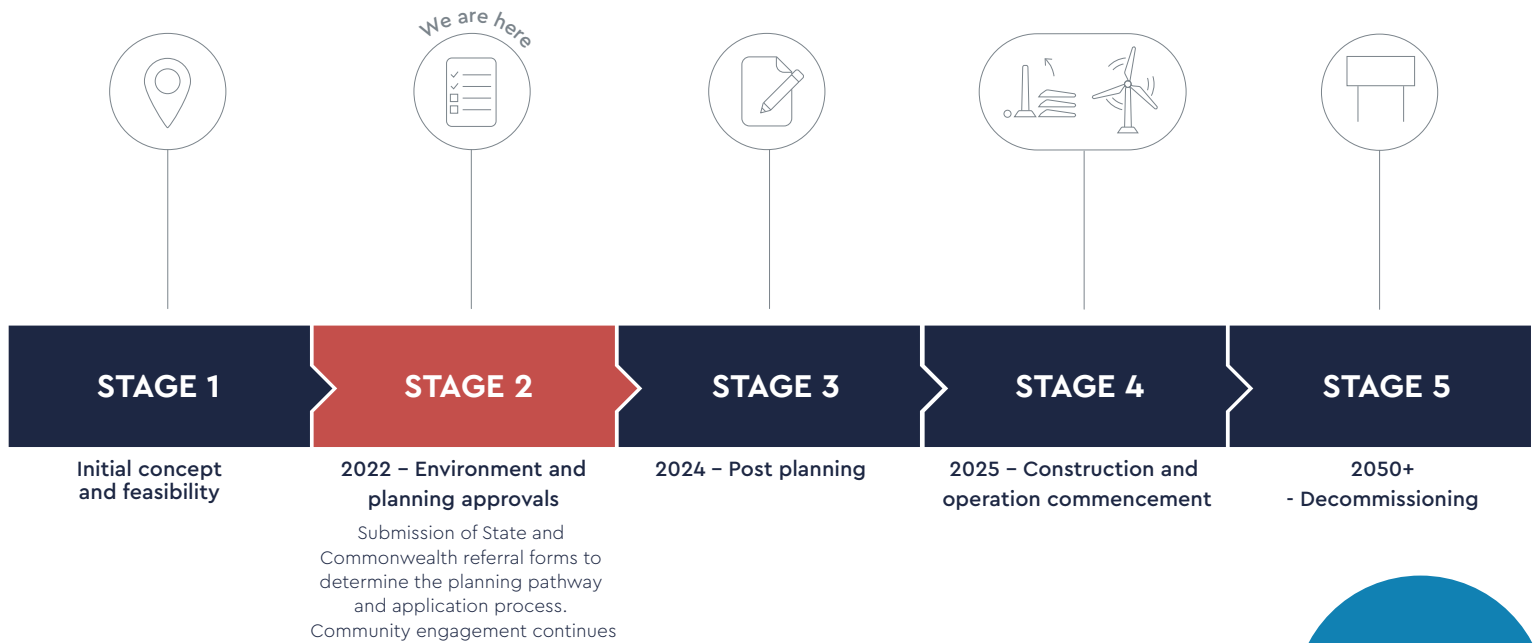 We are here
STAGE 1
STAGE 2
STAGE 3
STAGE 4
STAGE 5
Initial concept
and feasibility
2022 – Environment and
planning approvals
Submission of State and
Commonwealth referral forms to
determine the planning pathway
and application process.
Community engagement continues
2024 – Post planning
2025 – Construction and
operation commencement
2050+
- Decommissioning